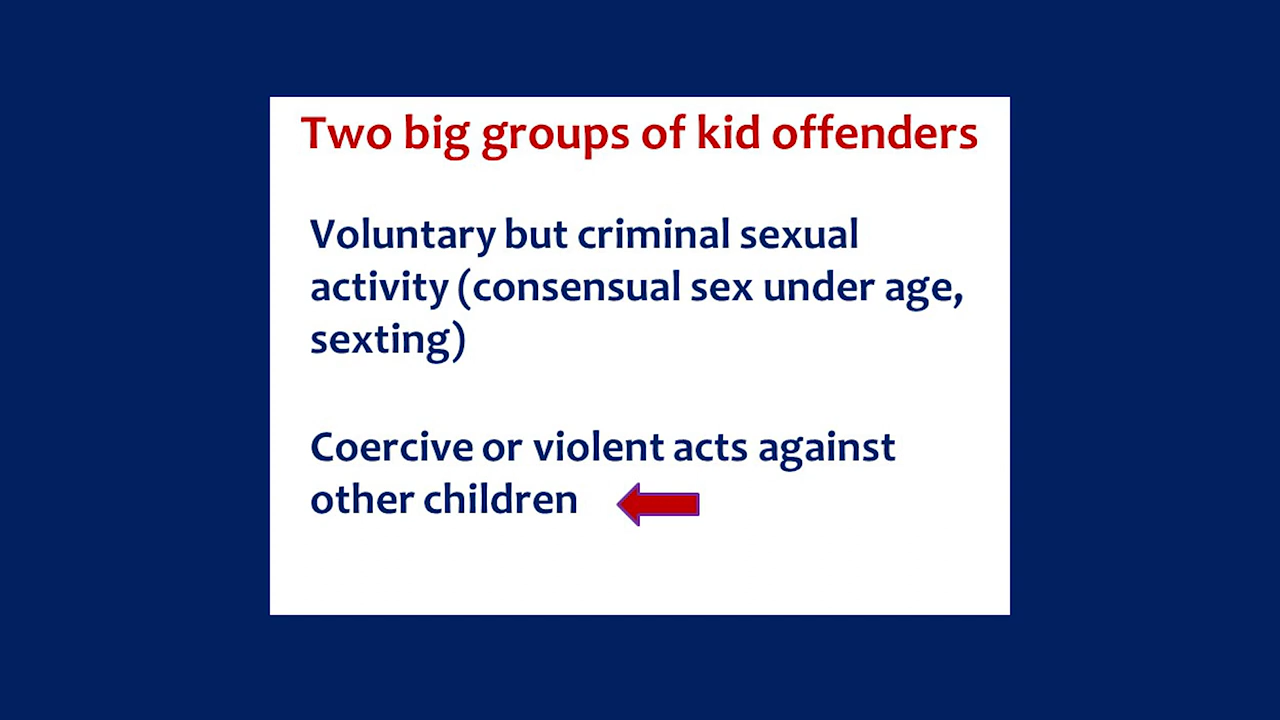 Two big groups of kid offenders
Voluntary but criminal sexual
activity (consensual sex under age,
sexting)
Coercive or violent acts against
other children